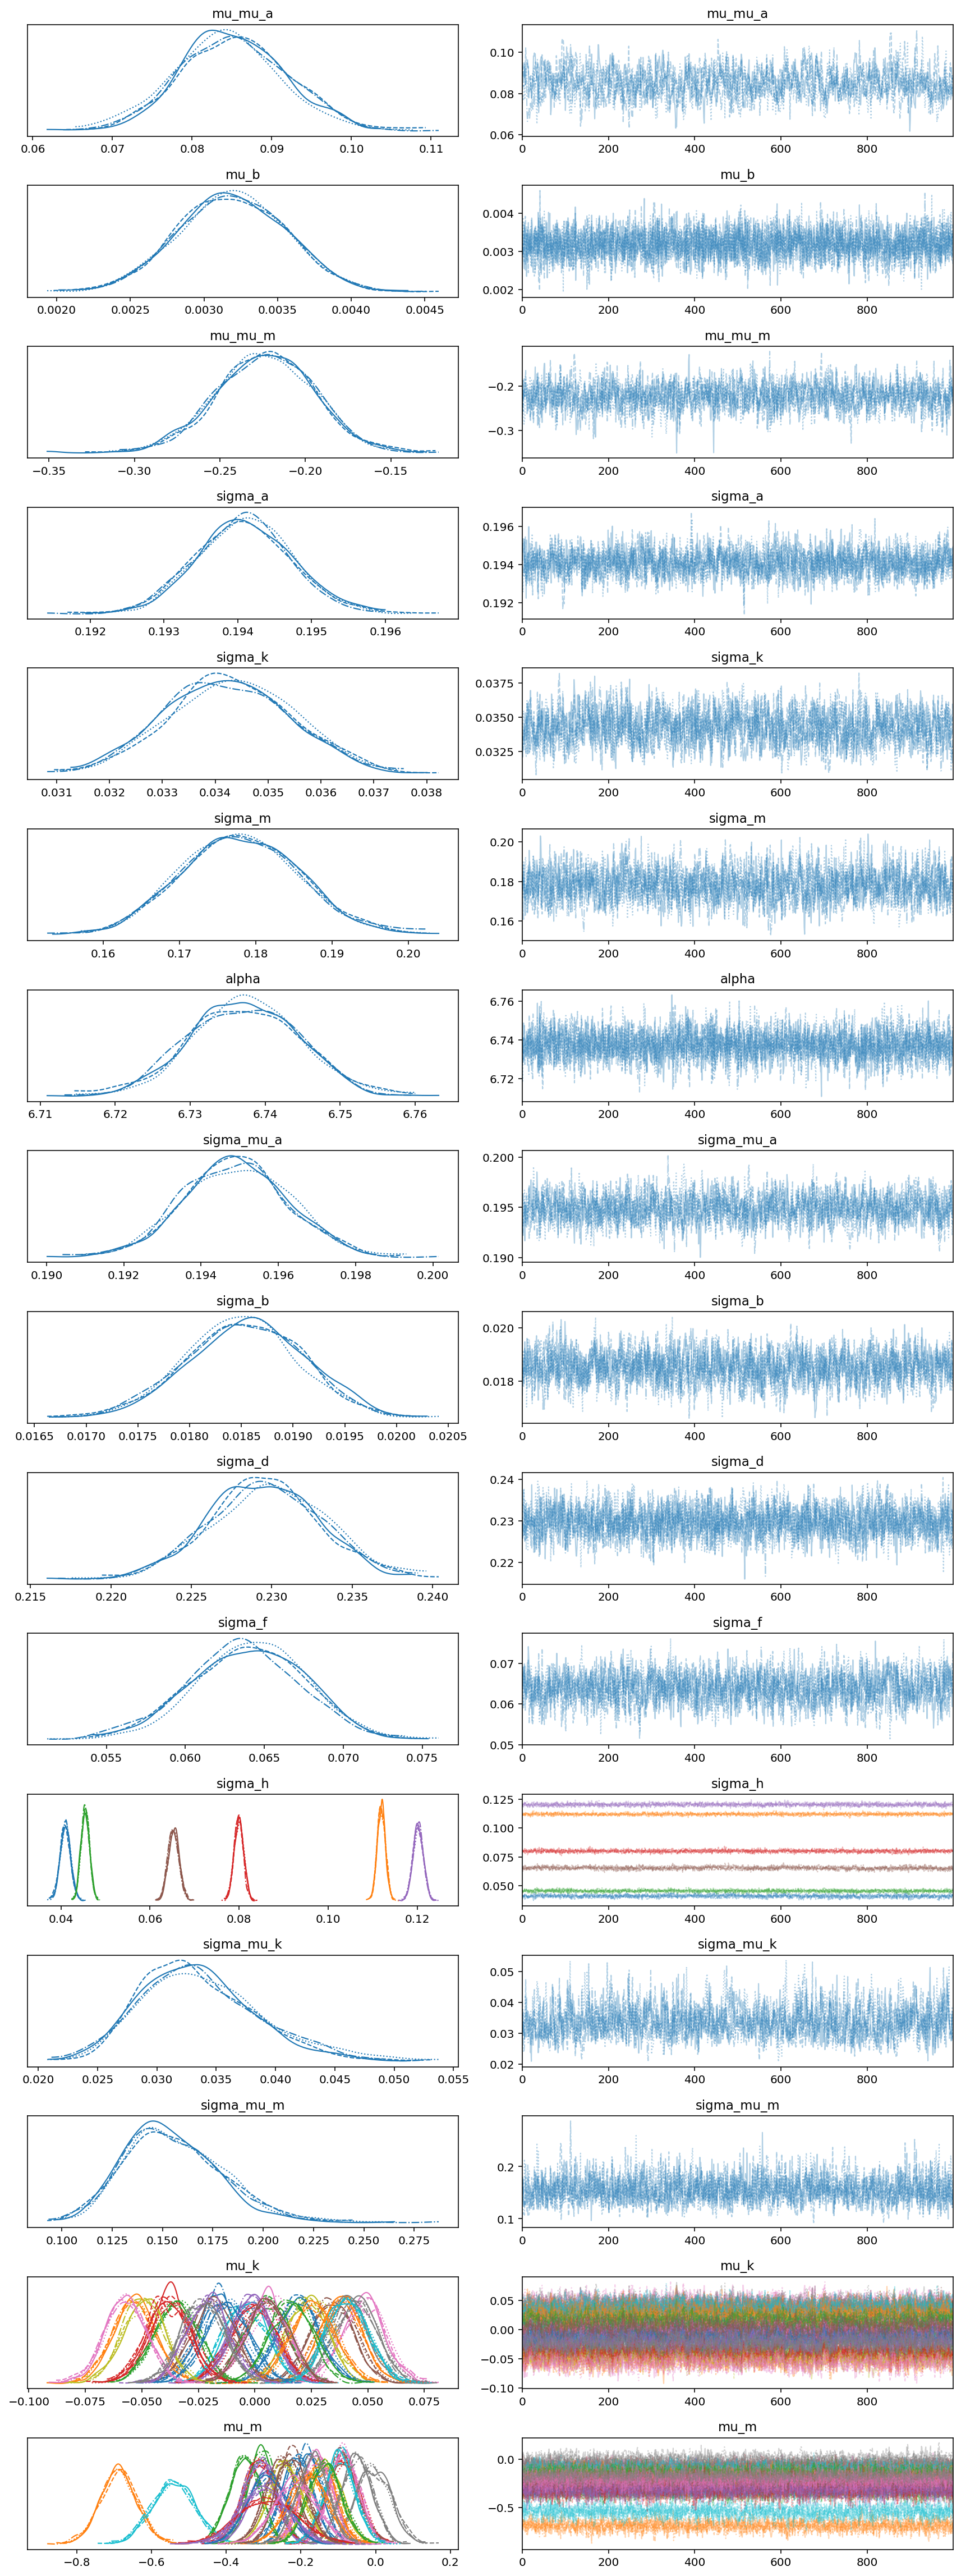 mu_mu_a mu_mu_a
0.10
0.08
0.06
0.06 0.07 0.08 0.09 0.10 0.11 0 200 400 600 800
mu_b mu_b
0.004
0.003
0.002
0.0020 0.0025 0.0030 0.0035 0.0040 0.0045 0 200 400 600 800
mu_mu_m mu_mu_m
−0.2
−0.3
−0.35 −0.30 −0.25 −0.20 −0.15 0 200 400 600 800
sigma_a sigma_a
0.196
0.194
0.192
0.192 0.193 0.194 0.195 0.196 0 200 400 600 800
sigma_k sigma_k
0.0375
0.0350
0.0325
0.031 0.032 0.033 0.034 0.035 0.036 0.037 0.038 0 200 400 600 800
sigma_m sigma_m
0.20
0.18
0.16
0.16 0.17 0.18 0.19 0.20 0 200 400 600 800
alpha alpha
6.76
6.74
6.72
6.71 6.72 6.73 6.74 6.75 6.76 0 200 400 600 800
sigma_mu_a sigma_mu_a
0.200
0.195
0.190
0.190 0.192 0.194 0.196 0.198 0.200 0 200 400 600 800
sigma_b sigma_b
0.020
0.018
0.0165 0.0170 0.0175 0.0180 0.0185 0.0190 0.0195 0.0200 0.0205 0 200 400 600 800
sigma_d sigma_d
0.24
0.23
0.22
0.215 0.220 0.225 0.230 0.235 0.240 0 200 400 600 800
sigma_f sigma_f
0.07
0.06
0.05
0.055 0.060 0.065 0.070 0.075 0 200 400 600 800
sigma_h sigma_h
0.125
0.100
0.075
0.050
0.04 0.06 0.08 0.10 0.12 0 200 400 600 800
sigma_mu_k sigma_mu_k
0.05
0.04
0.03
0.02
0.020 0.025 0.030 0.035 0.040 0.045 0.050 0.055 0 200 400 600 800
sigma_mu_m sigma_mu_m
0.2
0.1
0.100 0.125 0.150 0.175 0.200 0.225 0.250 0.275 0 200 400 600 800
mu_k mu_k
0.05
0.00
−0.05
−0.10
−0.100 −0.075 −0.050 −0.025 0.000 0.025 0.050 0.075 0 200 400 600 800
mu_m mu_m
0.0
−0.5
−0.8 −0.6 −0.4 −0.2 0.0 0.2 0 200 400 600 800